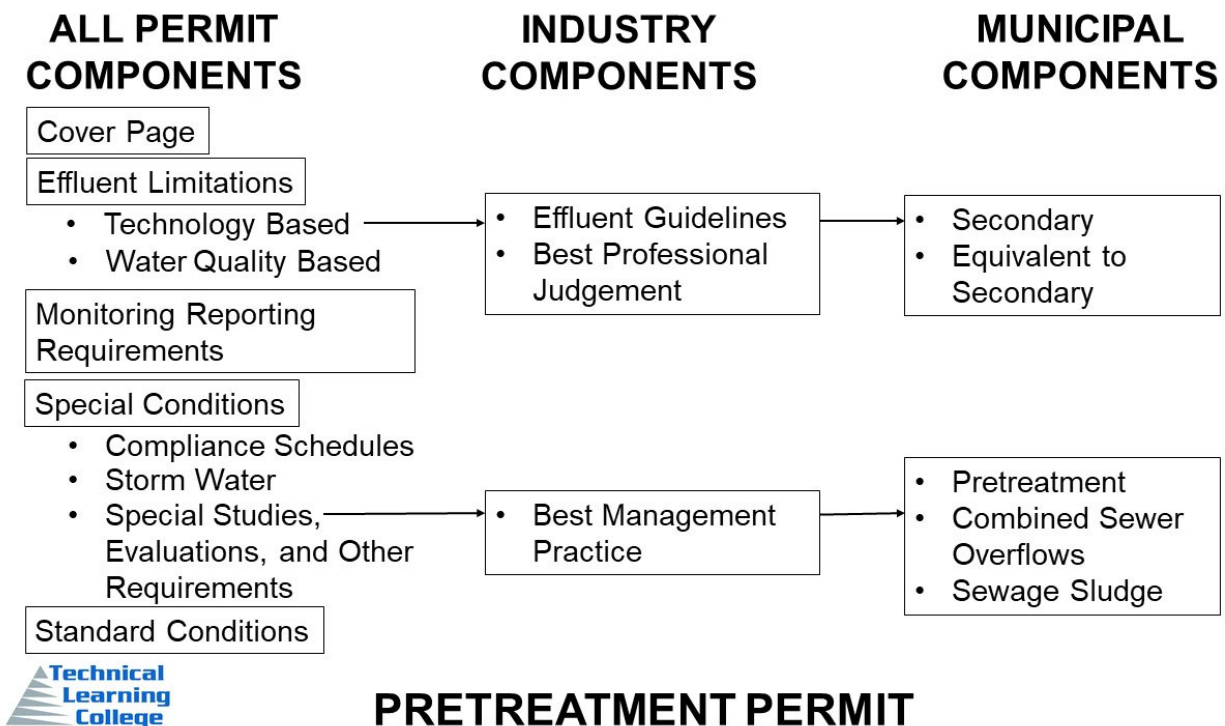 ALL PERMIT
COMPONENTS
INDUSTRY
COMPONENTS
MUNICIPAL
COMPONENTS
Cover Page
Effluent Limitations
• Technology Based
• Water Quality Based
• Effluent Guidelines
• Best Professional
Judgement
• Secondary
• Equivalent to
Secondary
Monitoring Reporting
Requirements
Special Conditions
• Compliance Schedules
• Storm Water
• Special Studies,
Evaluations, and Other
Requirements
• Best Management
Practice
• Pretreatment
• Combined Sewer
Overflows
• Sewage Sludge
Standard Conditions
Technical
Learning
College
PRETREATMENT PERMIT